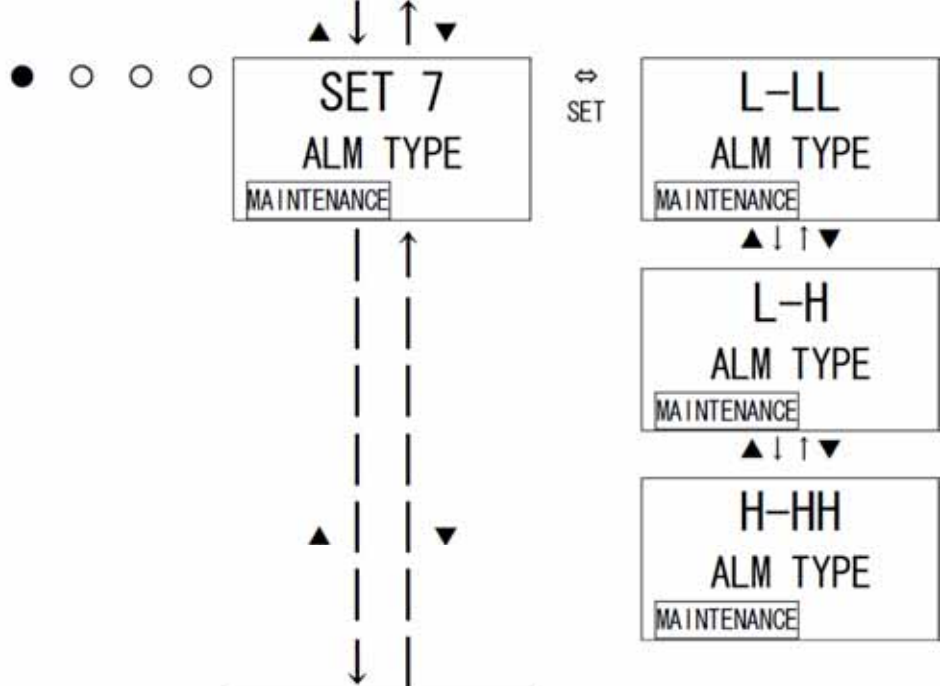 ▲ ↓ ↑ ▼
● ○ ○ ○
SET 7
ALM TYPE
MAINTENANCE
⇔
SET
L-LL
ALM TYPE
MAINTENANCE
▲ ↓ ↑ ▼
L-H
ALM TYPE
MAINTENANCE
▲ ↓ ↑ ▼
H-HH
ALM TYPE
MAINTENANCE
▲ ▼